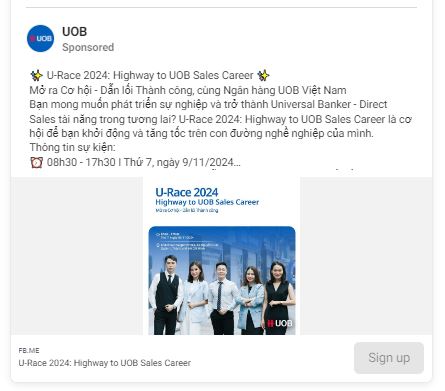 UOB
UOB
Sponsored
✨ U-Race 2024: Highway to UOB Sales Career ✨
Mở ra Cơ hội - Dẫn lối Thành công, cùng Ngân hàng UOB Việt Nam
Bạn mong muốn phát triển sự nghiệp và trở thành Universal Banker - Direct
Sales tài năng trong tương lai? U-Race 2024: Highway to UOB Sales Career là cơ
hội để bạn khởi động và tăng tốc trên con đường nghề nghiệp của mình.
Thông tin sự kiện:
⏰ 08h30 - 17h30 I Thứ 7, ngày 9/11/2024...
U-Race 2024
Highway to UOB Sales Career
Mở ra Cơ hội - Dẫn lối Thành công
UOB
FB.ME
U-Race 2024: Highway to UOB Sales Career
Sign up